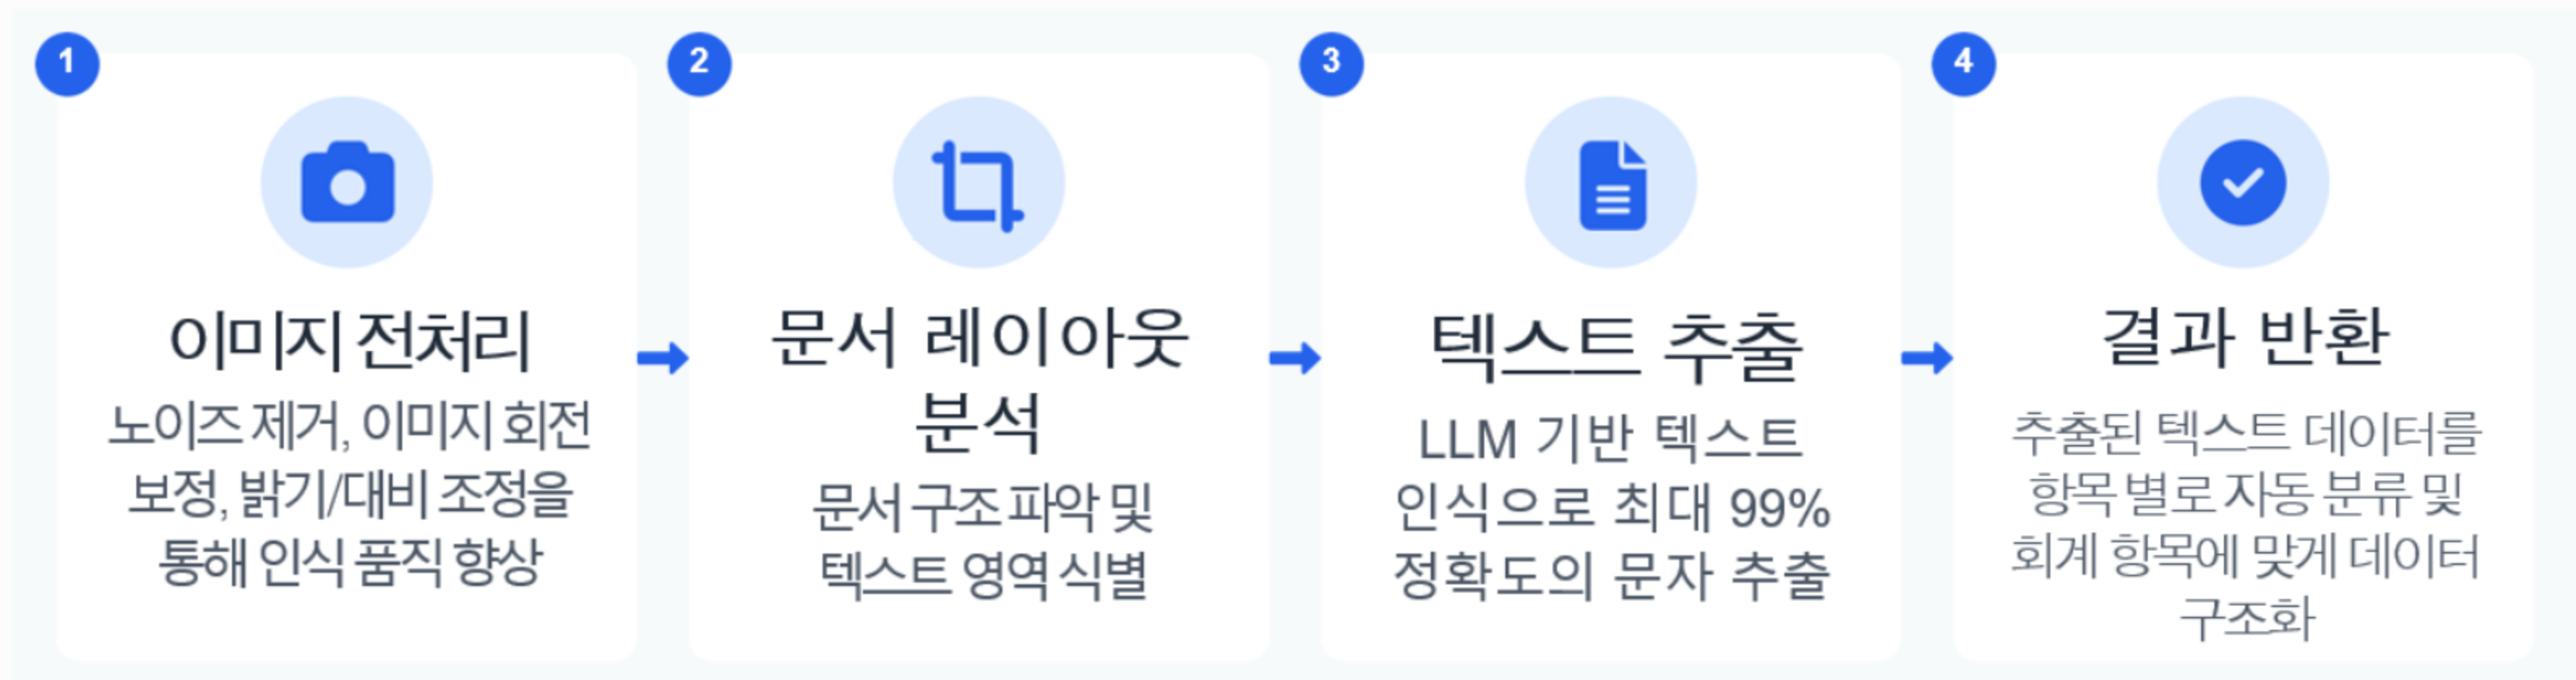 1
이미지 전처리
노이즈 제거, 이미지 회전
보정, 밝기/대비 조정을
통해 인식 품직 향상
2
문서 레이아웃
분석
문서 구조 파악 및
텍스트 영역 식별
3
텍스트 추출
LLM 기반 텍스트
인식으로 최대 99%
정확도의 문자 추출
4
결과 반환
추출된 텍스트 데이터를
항목 별로 자동 분류 및
회계 항목에 맞게 데이터
구조화